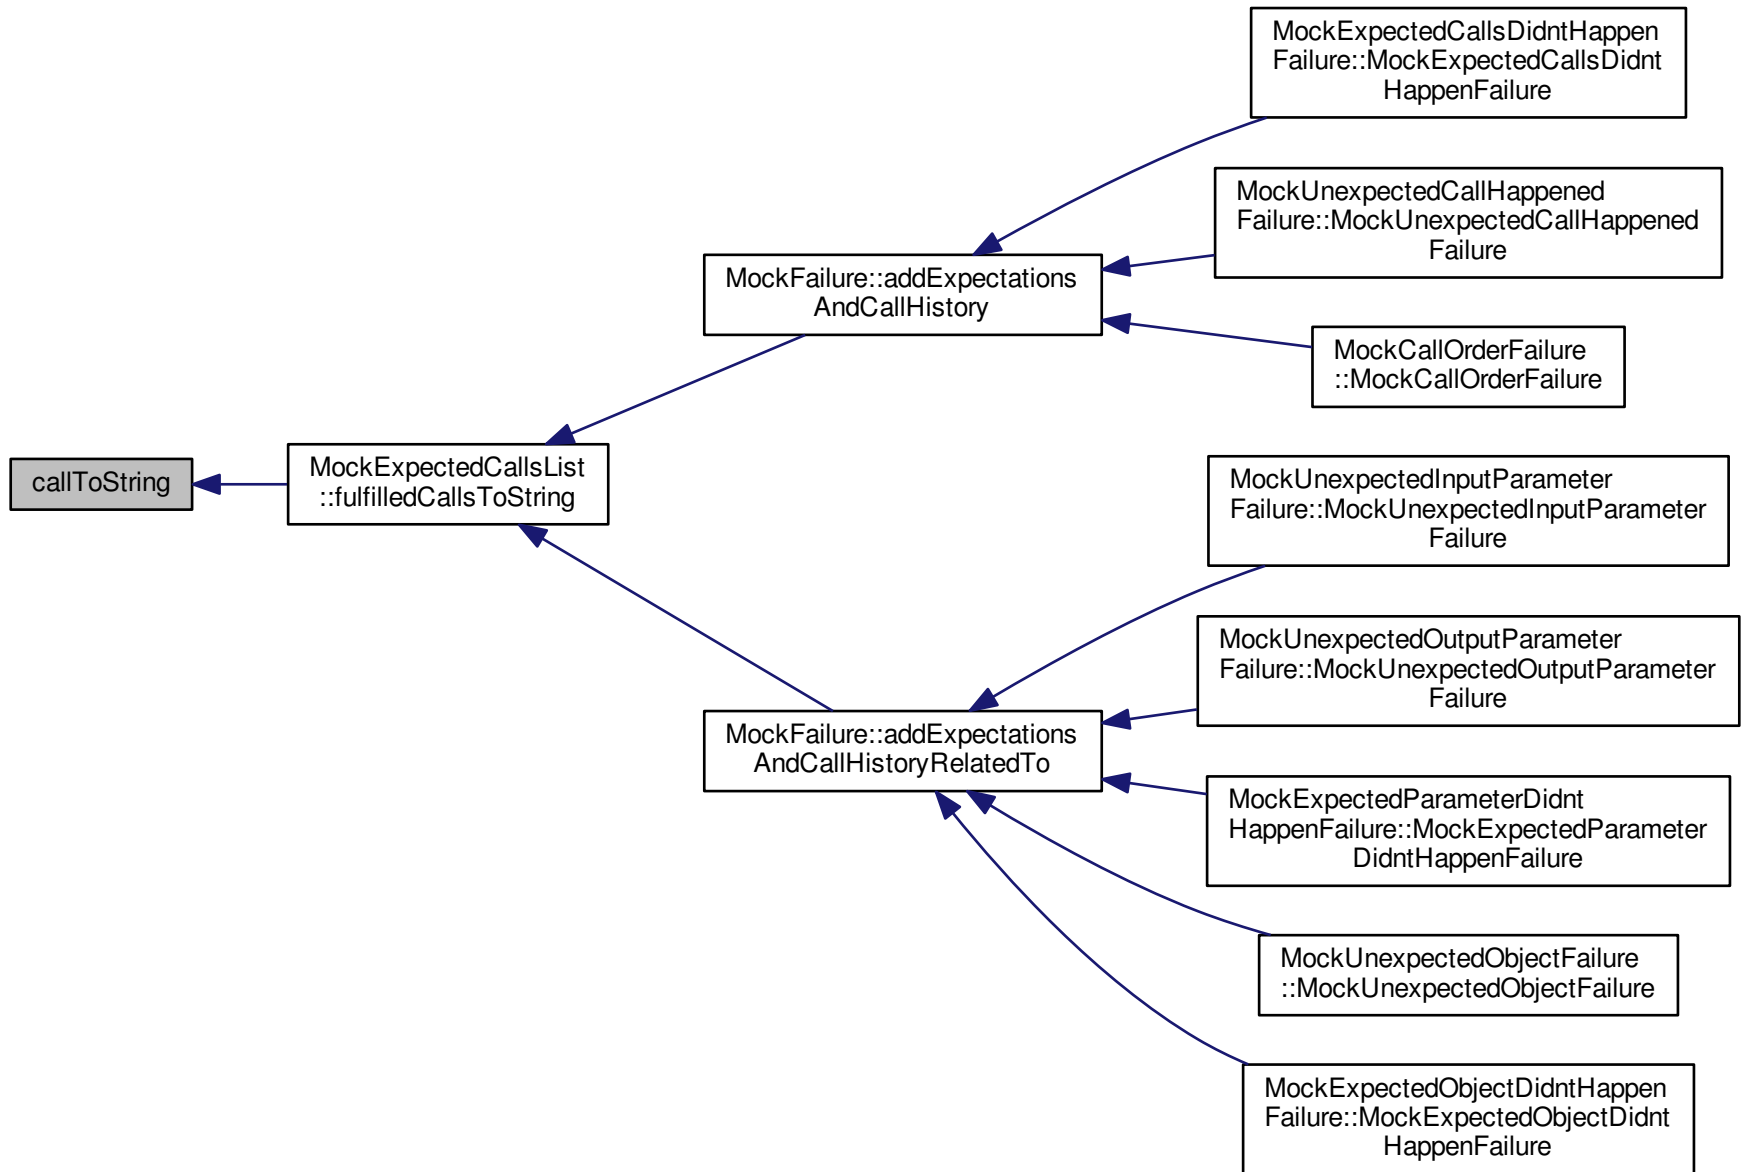 MockExpectedCallsDidntHappen
Failure::MockExpectedCallsDidnt
HappenFailure
MockUnexpectedCallHappened
Failure::MockUnexpectedCallHappened
Failure
MockFailure::addExpectations
AndCallHistory
MockCallOrderFailure
::MockCallOrderFailure
callToString
MockExpectedCallsList
::fulfilledCallsToString
MockUnexpectedInputParameter
Failure::MockUnexpectedInputParameter
Failure
MockUnexpectedOutputParameter
Failure::MockUnexpectedOutputParameter
Failure
MockFailure::addExpectations
AndCallHistoryRelatedTo
MockExpectedParameterDidnt
HappenFailure::MockExpectedParameter
DidntHappenFailure
MockUnexpectedObjectFailure
::MockUnexpectedObjectFailure
MockExpectedObjectDidntHappen
Failure::MockExpectedObjectDidnt
HappenFailure